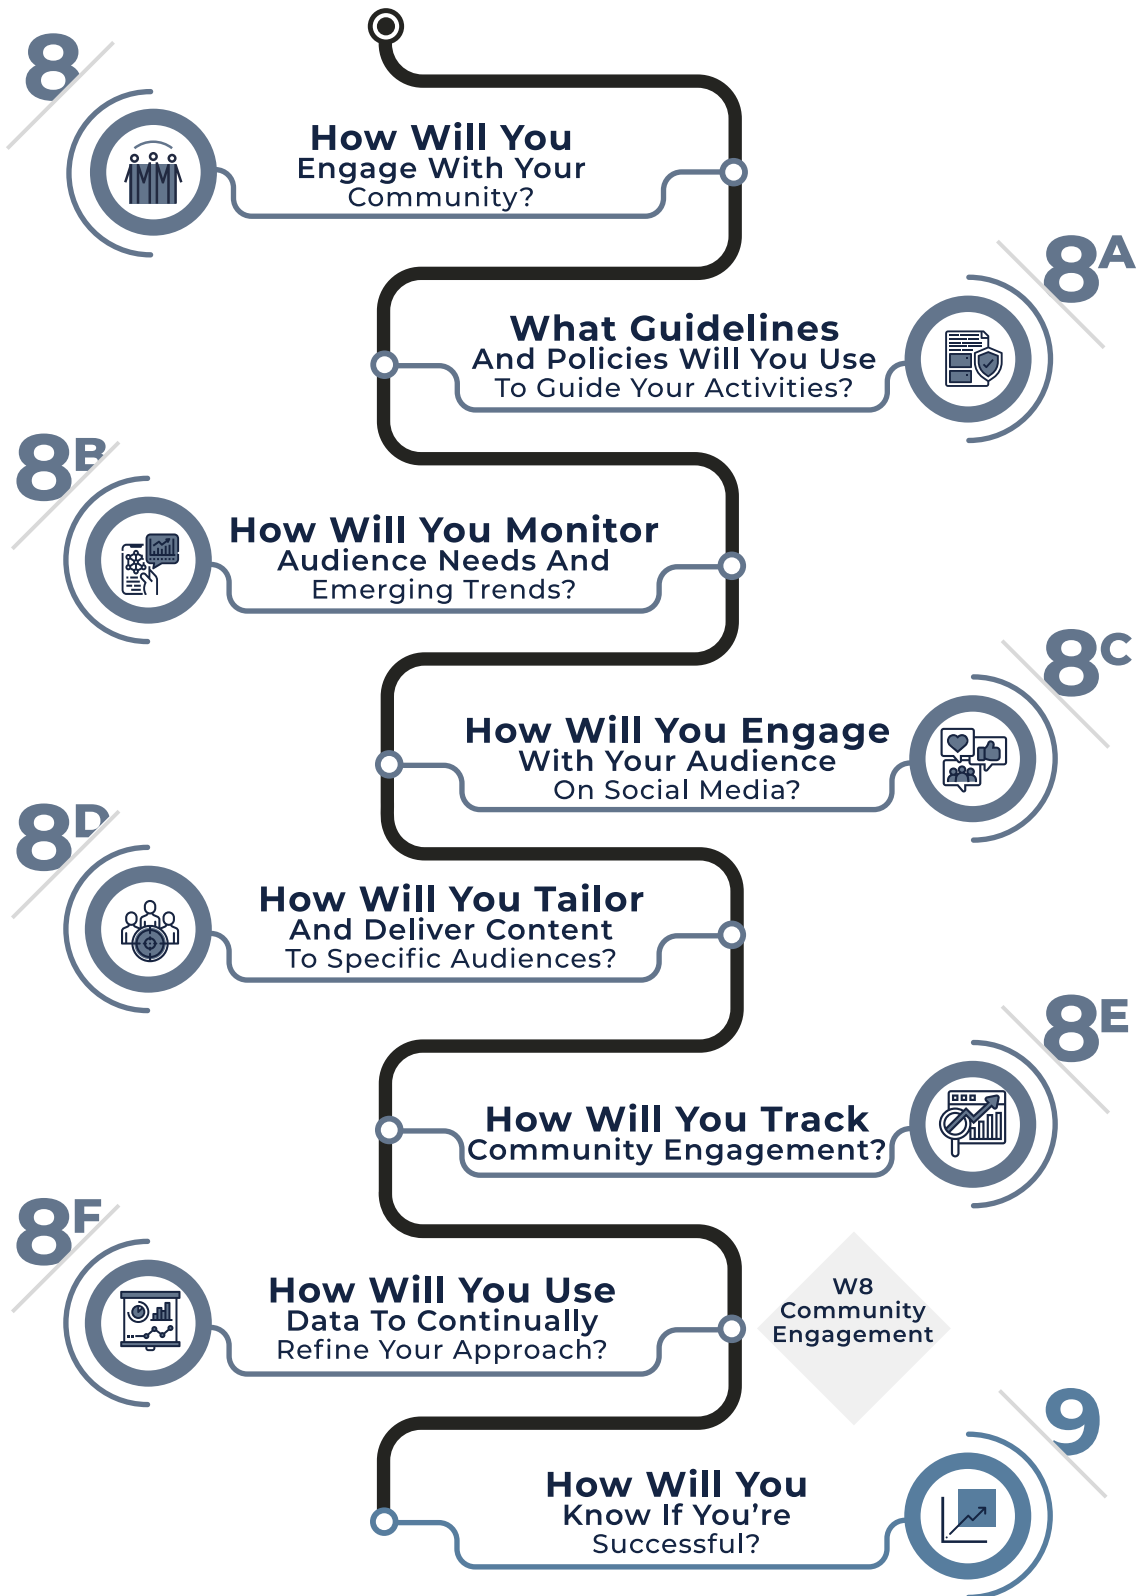 8
How Will You
Engage With Your
Community?
8A
What Guidelines
And Policies Will You Use
To Guide Your Activities?
8B
How Will You Monitor
Audience Needs And
Emerging Trends?
8C
How Will You Engage
With Your Audience
On Social Media?
8D
How Will You Tailor
And Deliver Content
To Specific Audiences?
8E
How Will You Track
Community Engagement?
8F
How Will You Use
Data To Continually
Refine Your Approach?
W8
Community
Engagement
9
How Will You
Know If You’re
Successful?